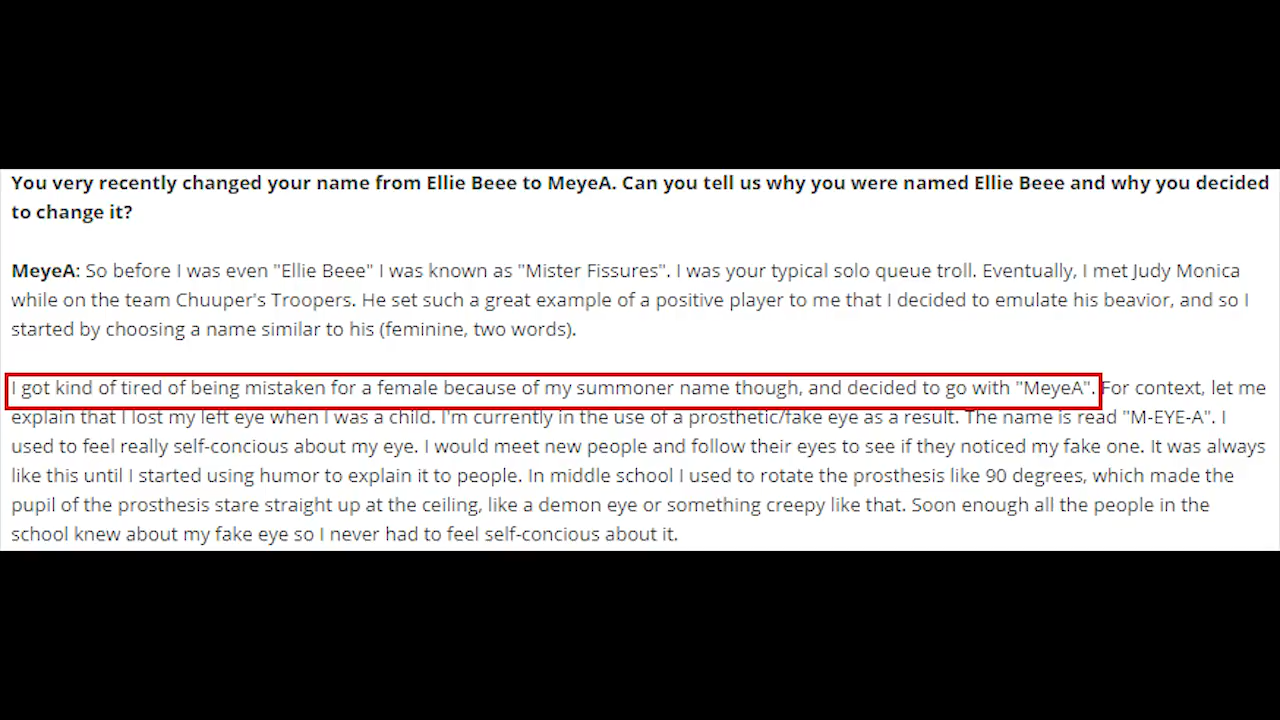 You very recently changed your name from Ellie Beee to MeyeA. Can you tell us why you were named Ellie Beee and why you decided
to change it?
MeyeA: So before I was even "Ellie Beee" I was known as "Mister Fissures". I was your typical solo queue troll. Eventually, I met Judy Monica
while on the team Chuuper's Troopers. He set such a great example of a positive player to me that I decided to emulate his beavior, and so I
started by choosing a name similar to his (feminine, two words).
I got kind of tired of being mistaken for a female because of my summoner name though, and decided to go with "MeyeA". For context, let me
explain that I lost my left eye when I was a child. I'm currently in the use of a prosthetic/fake eye as a result. The name is read "M-EYE-A". I
used to feel really self-concious about my eye. I would meet new people and follow their eyes to see if they noticed my fake one. It was always
like this until I started using humor to explain it to people. In middle school I used to rotate the prosthesis like 90 degrees, which made the
pupil of the prosthesis stare straight up at the ceiling, like a demon eye or something creepy like that. Soon enough all the people in the
school knew about my fake eye so I never had to feel self-concious about it.